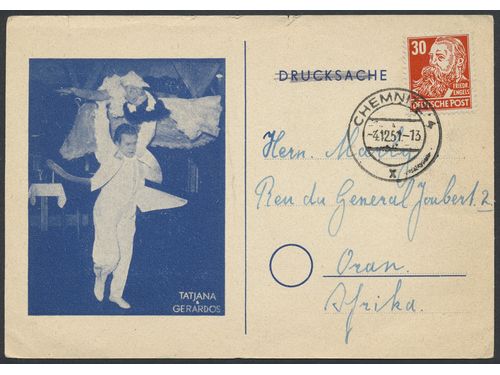 DRUCKSACHE
30
FRIEDR.
ENGELS
DEUTSCHE POST
CHEMNITZ 4
-4.12.51.-13
x
Herrn.
Rue du General Joubert 2
Oran.
Afrika.
TATJANA
&
GERARDOS